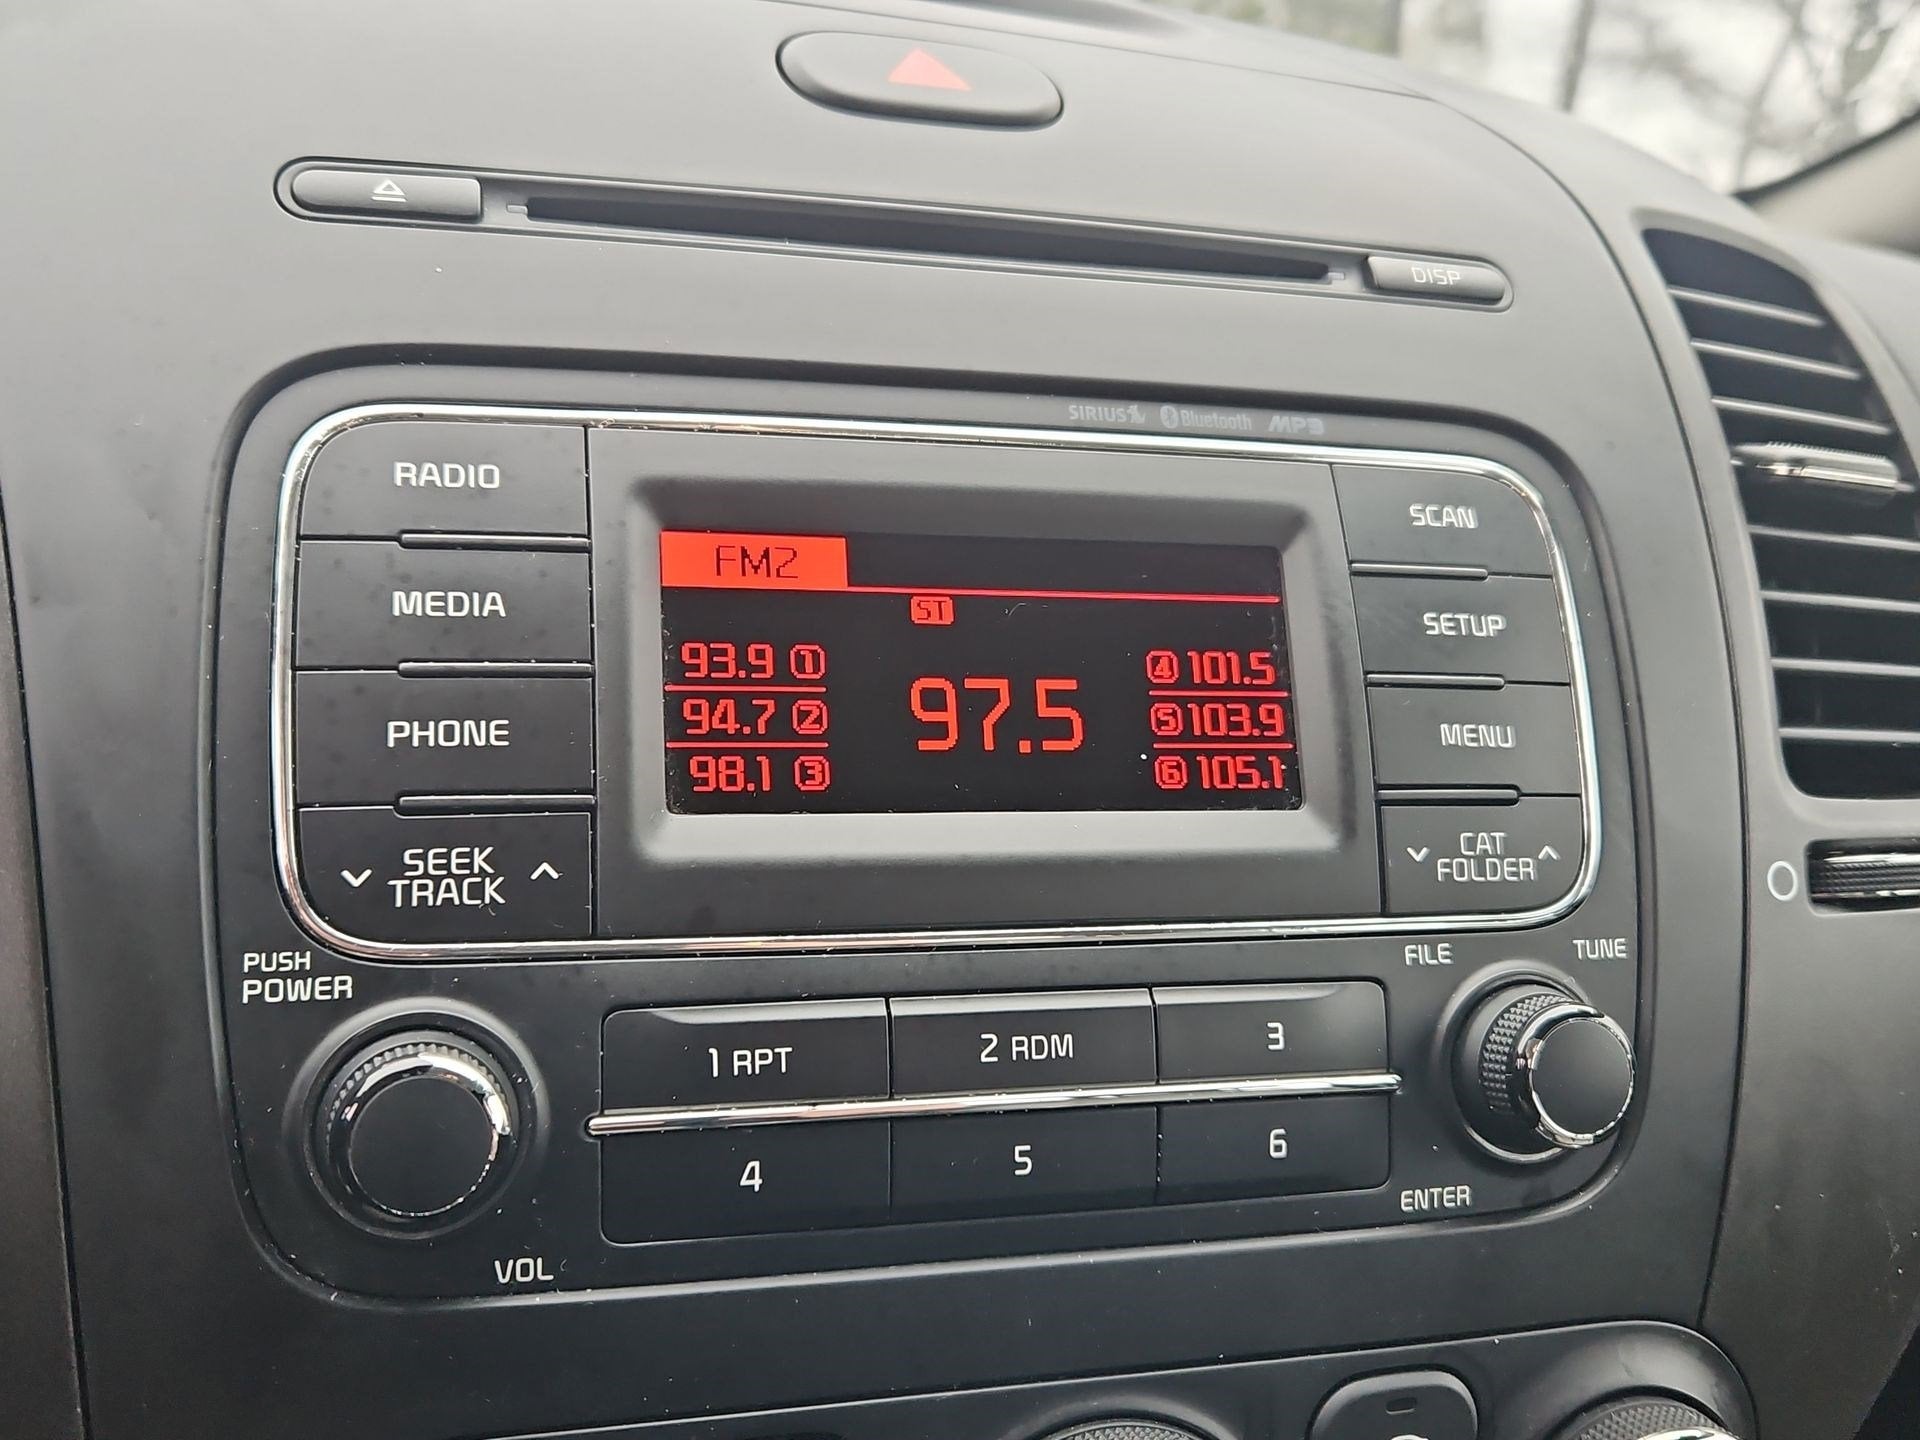 DISP
SIRIUS Bluetooth MP3
RADIO
MEDIA
PHONE
SEEK
TRACK
FM2
ST
93.9 1
94.7 2
98.1 3
97.5
4 101.5
5 103.9
6 105.1
SCAN
SETUP
MENU
CAT
FOLDER
PUSH
POWER
VOL
1 RPT
2 RDM
3
4
5
6
FILE
TUNE
ENTER